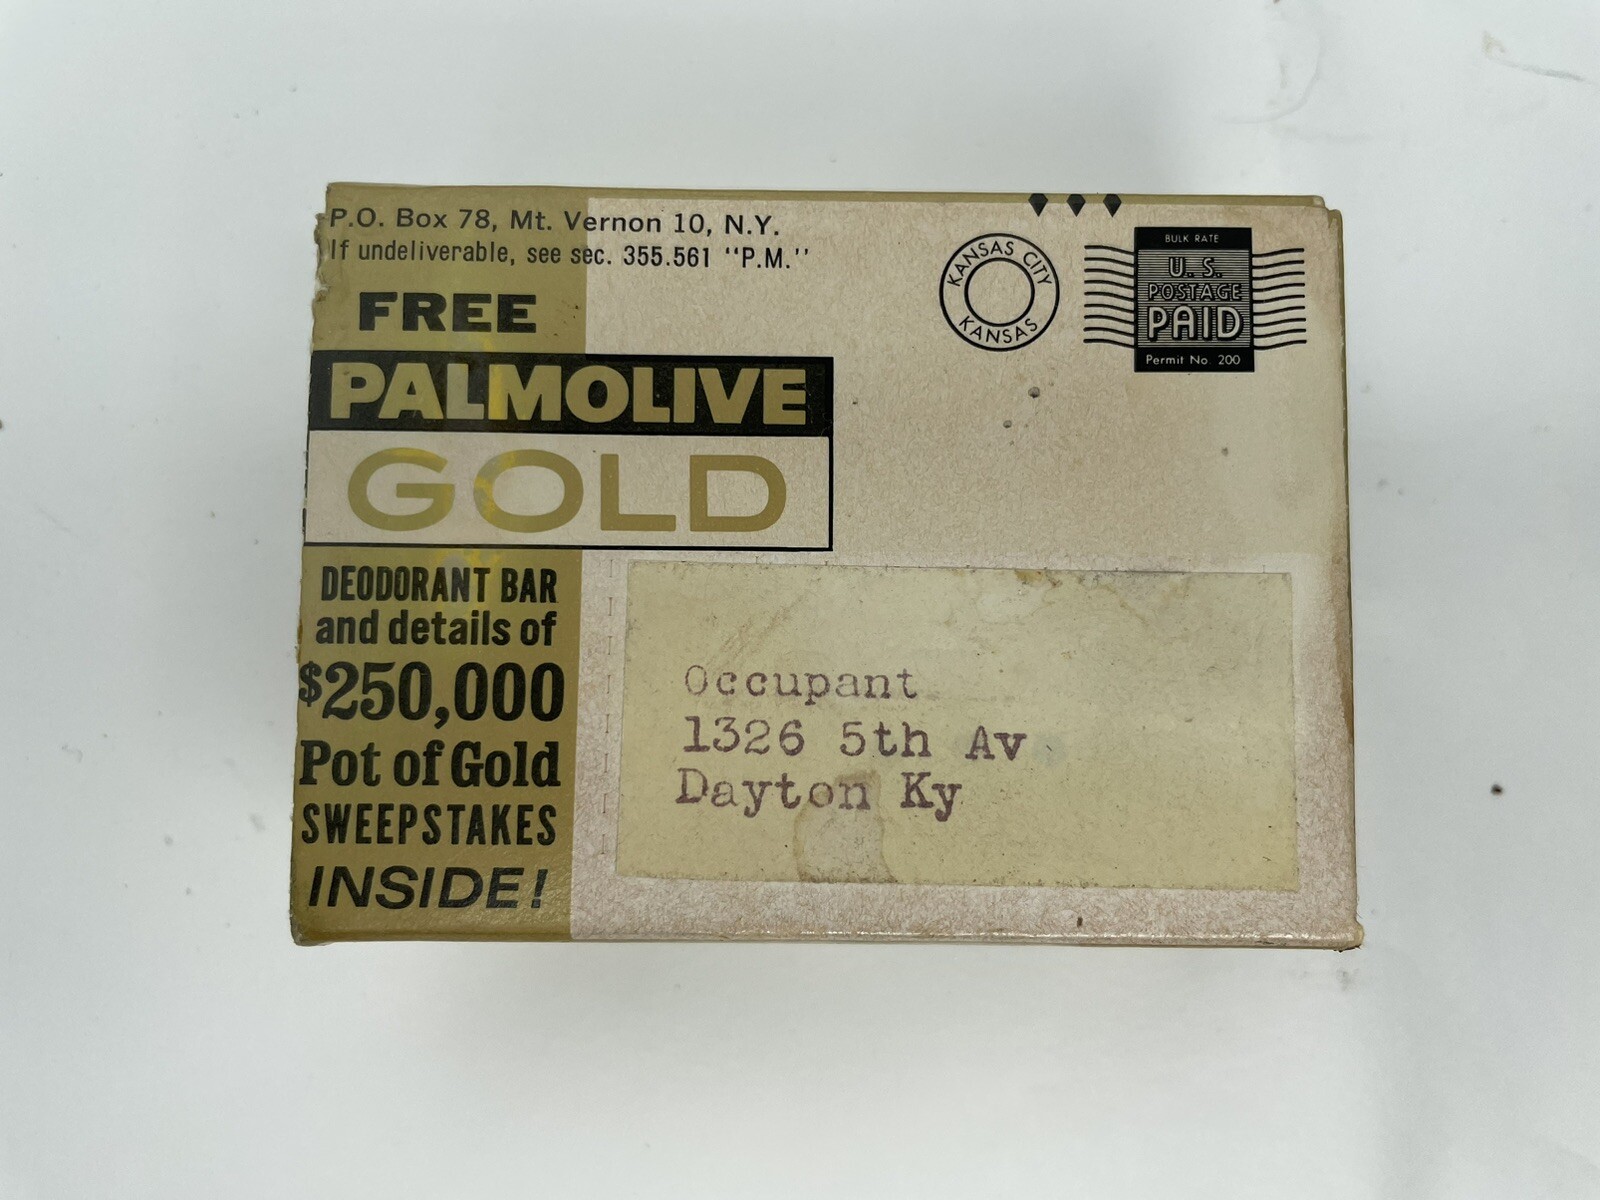 P.O. Box 78, Mt. Vernon 10, N.Y.
If undeliverable, see sec. 355.561 "P.M."
FREE
PALMOLIVE
GOLD
DEODORANT BAR
and details of
$250,000
Pot of Gold
SWEEPSTAKES
INSIDE!
KANSAS CITY
KANSAS
BULK RATE
U.S.
POSTAGE
PAID
Permit No. 200
Occupant
1326 5th Av
Dayton Ky